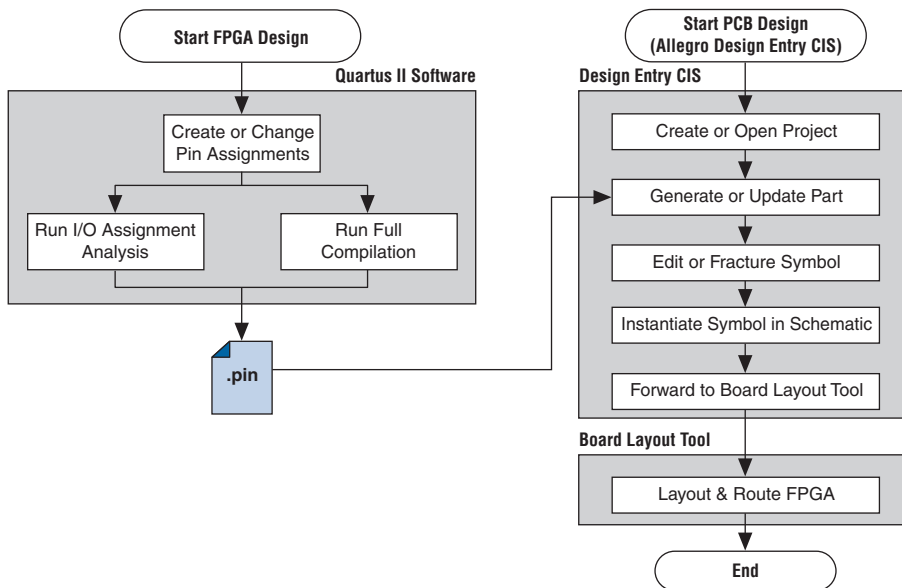 Start FPGA Design
Quartus II Software
Create or Change
Pin Assignments
Run I/O Assignment
Analysis
Run Full
Compilation
.pin
Start PCB Design
(Allegro Design Entry CIS)
Design Entry CIS
Create or Open Project
Generate or Update Part
Edit or Fracture Symbol
Instantiate Symbol in Schematic
Forward to Board Layout Tool
Board Layout Tool
Layout & Route FPGA
End